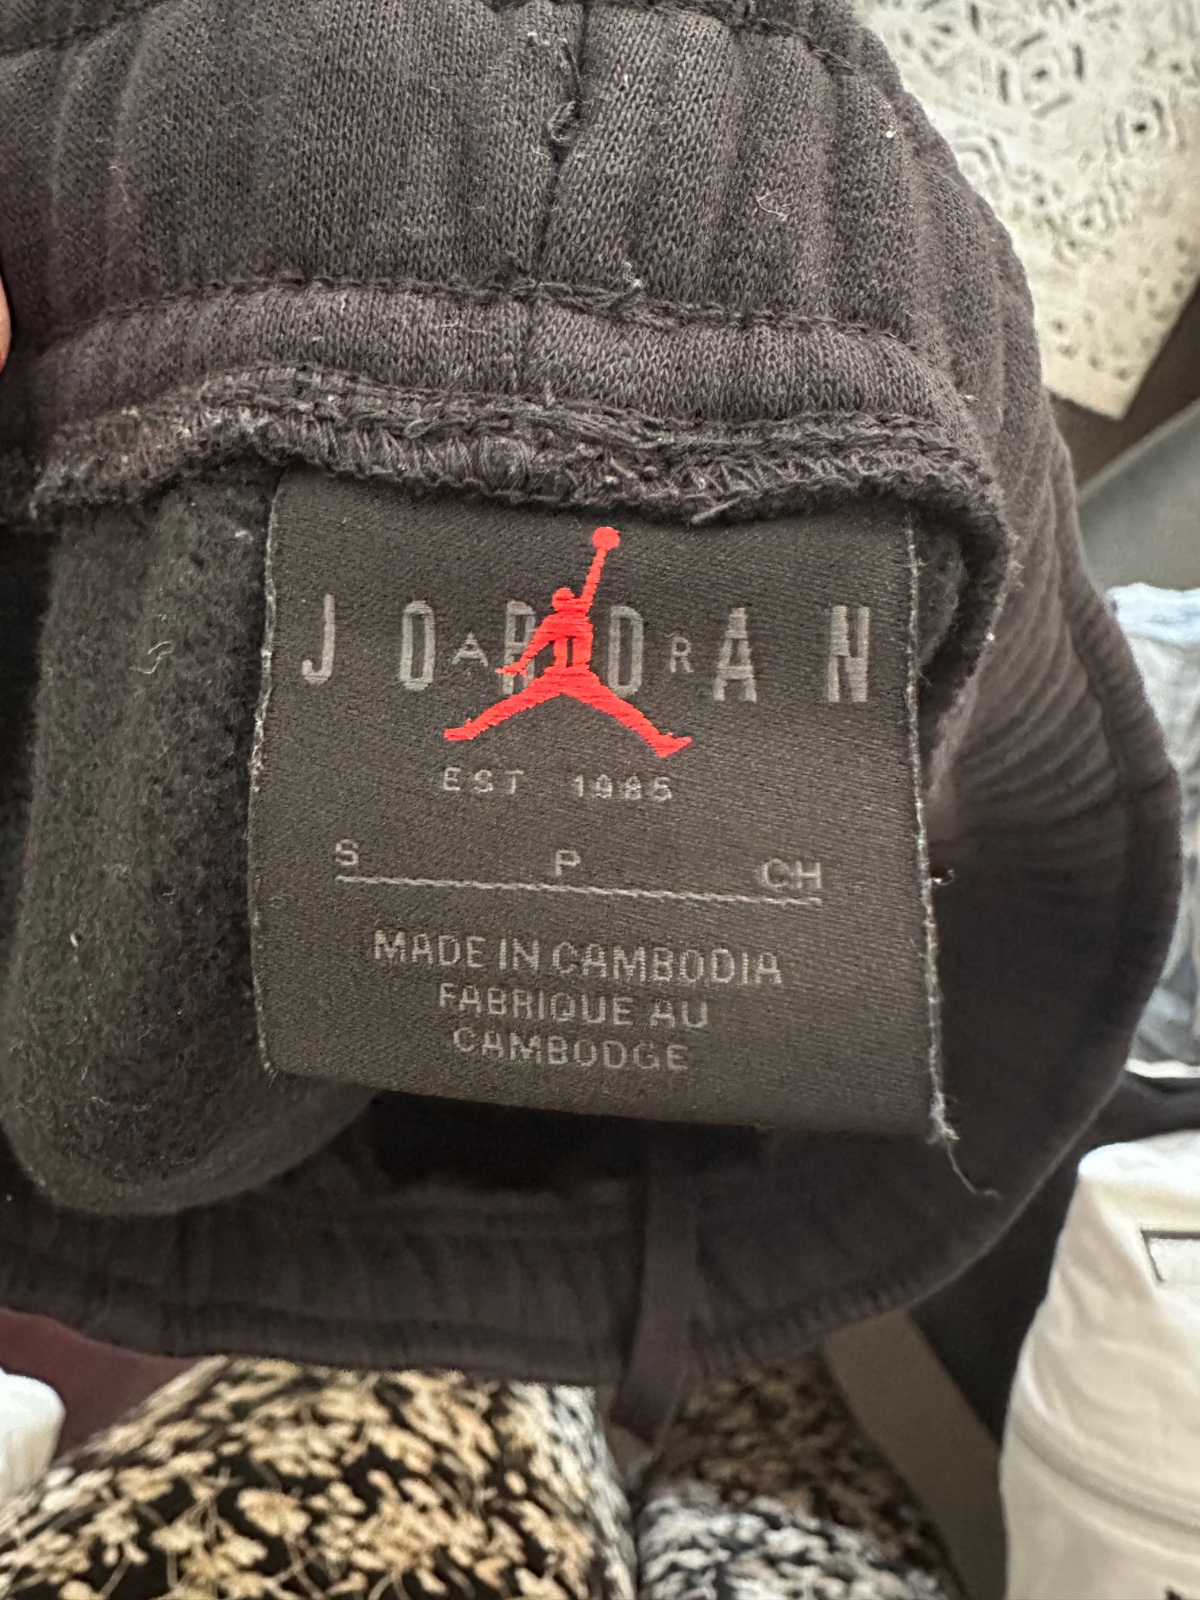 JORDAN
AIR
EST 1985
S P CH
MADE IN CAMBODIA
FABRIQUE AU
CAMBODGE